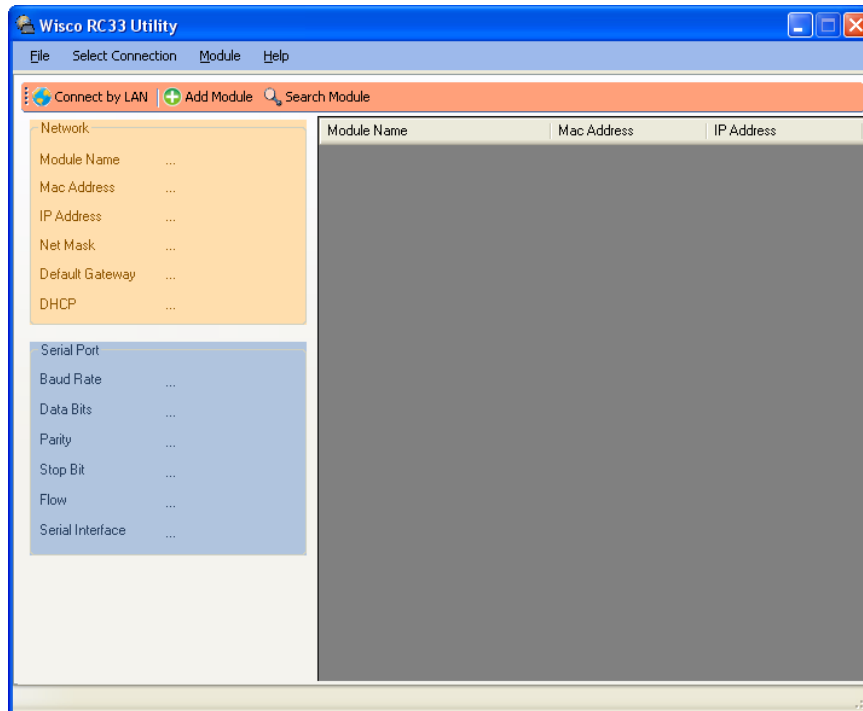 Wisco RC33 Utility
File Select Connection Module Help
Connect by LAN Add Module Search Module
Network
Module Name ...
Mac Address ...
IP Address ...
Net Mask ...
Default Gateway ...
DHCP ...
Serial Port
Baud Rate ...
Data Bits ...
Parity ...
Stop Bit ...
Flow ...
Serial Interface ...
Module Name Mac Address IP Address